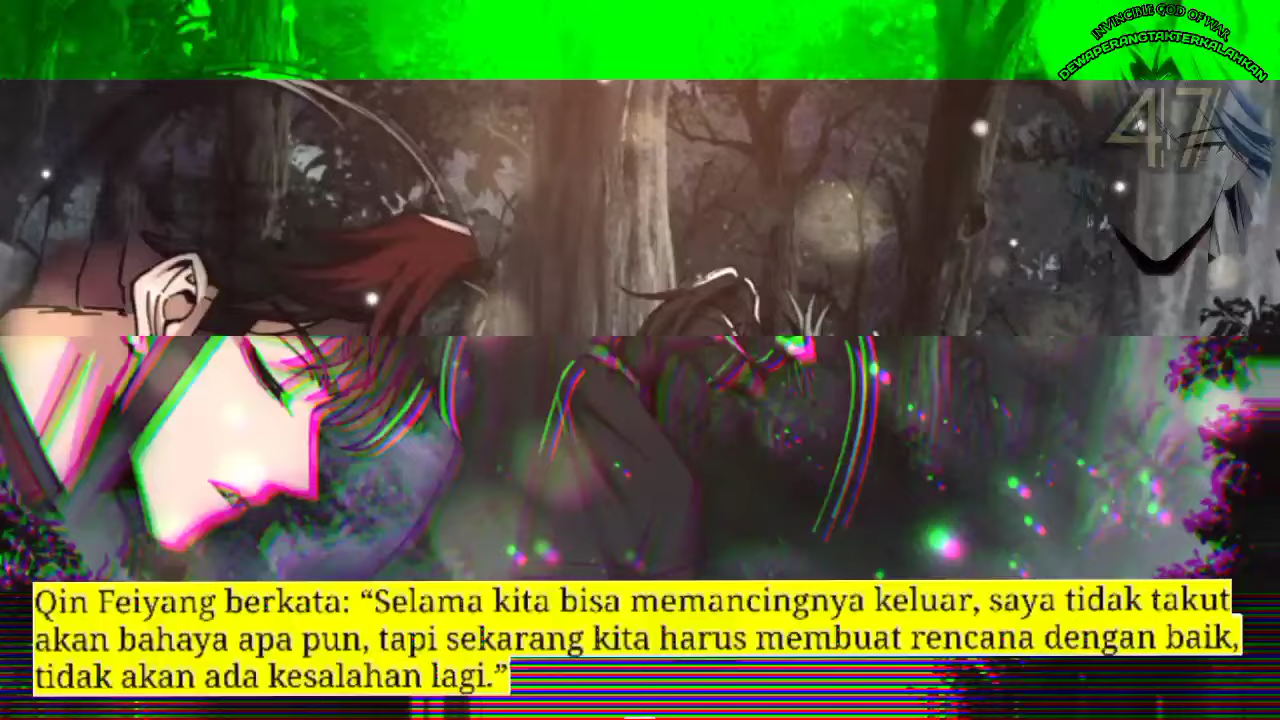 INVINCIBLE GOD OF WAR
DEWAPERANGTAKTERKALAHKAN
47
Qin Feiyang berkata: “Selama kita bisa memancingnya keluar, saya tidak takut
akan bahaya apa pun, tapi sekarang kita harus membuat rencana dengan baik,
tidak akan ada kesalahan lagi.”